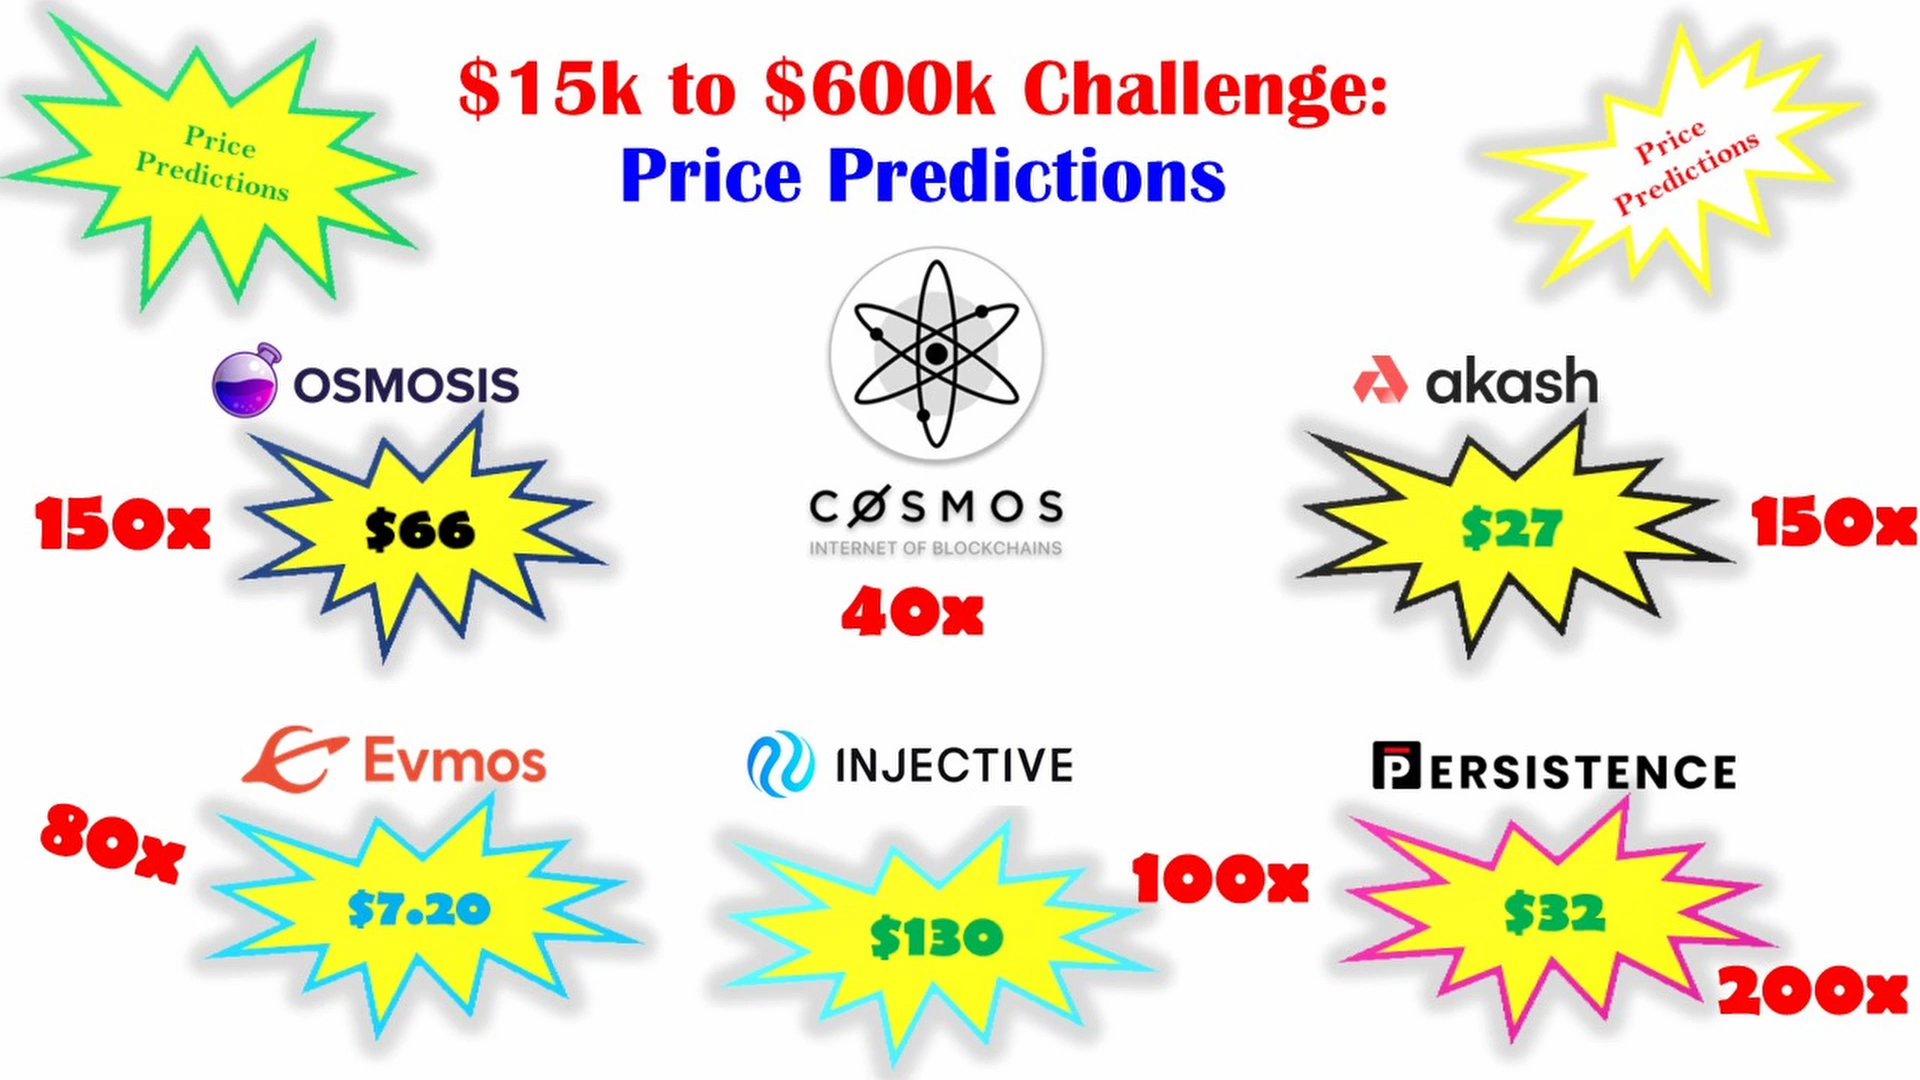 $15k to $600k Challenge:
Price Predictions
Price
Predictions
Price
Predictions
OSMOSIS
150x
$66
CØSMOS
INTERNET OF BLOCKCHAINS
40x
akash
$27
150x
Evmos
80x
$7.20
INJECTIVE
$130
100x
PERSISTENCE
$32
200x